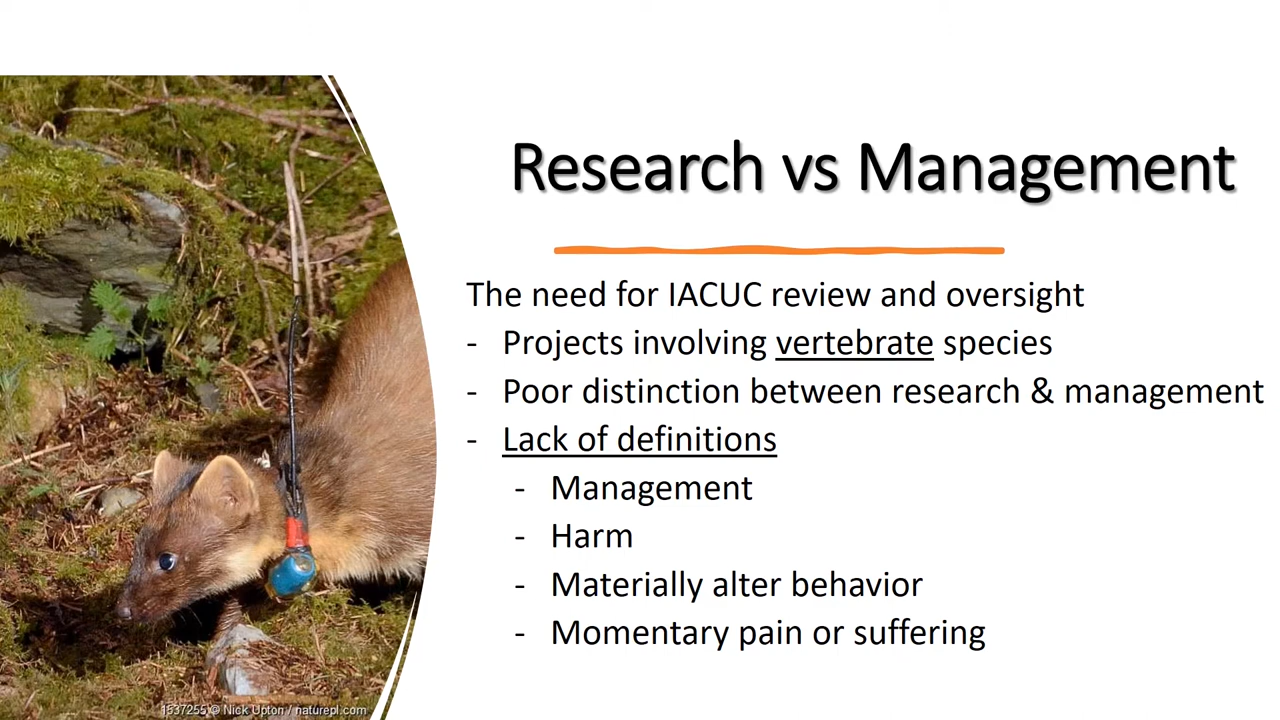 Research vs Management
The need for IACUC review and oversight
- Projects involving vertebrate species
- Poor distinction between research & management
- Lack of definitions
- Management
- Harm
- Materially alter behavior
- Momentary pain or suffering
1537255 © Nick Upton / naturepl.com